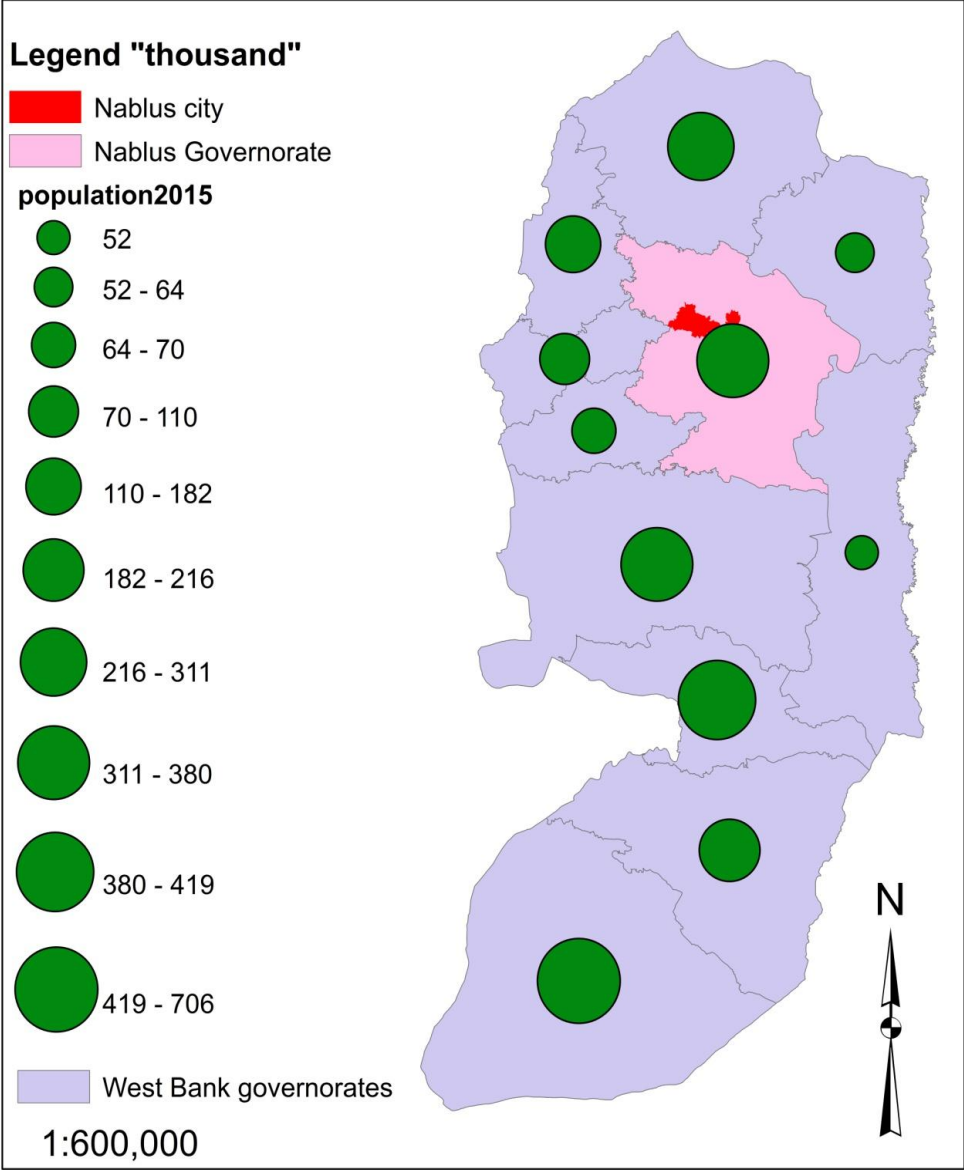 Legend "thousand"
Nablus city
Nablus Governorate
population2015
52
52 - 64
64 - 70
70 - 110
110 - 182
182 - 216
216 - 311
311 - 380
380 - 419
419 - 706
West Bank governorates
1:600,000
N